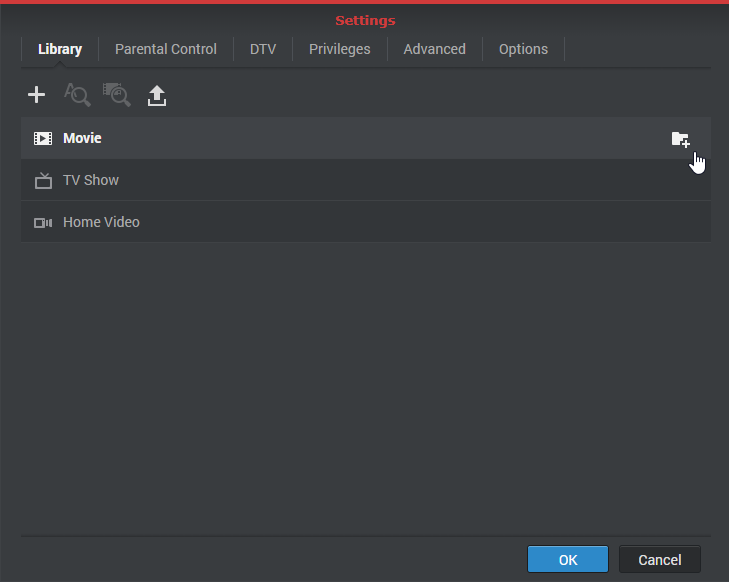 Settings
Library Parental Control DTV Privileges Advanced Options
Movie
TV Show
Home Video
OK Cancel